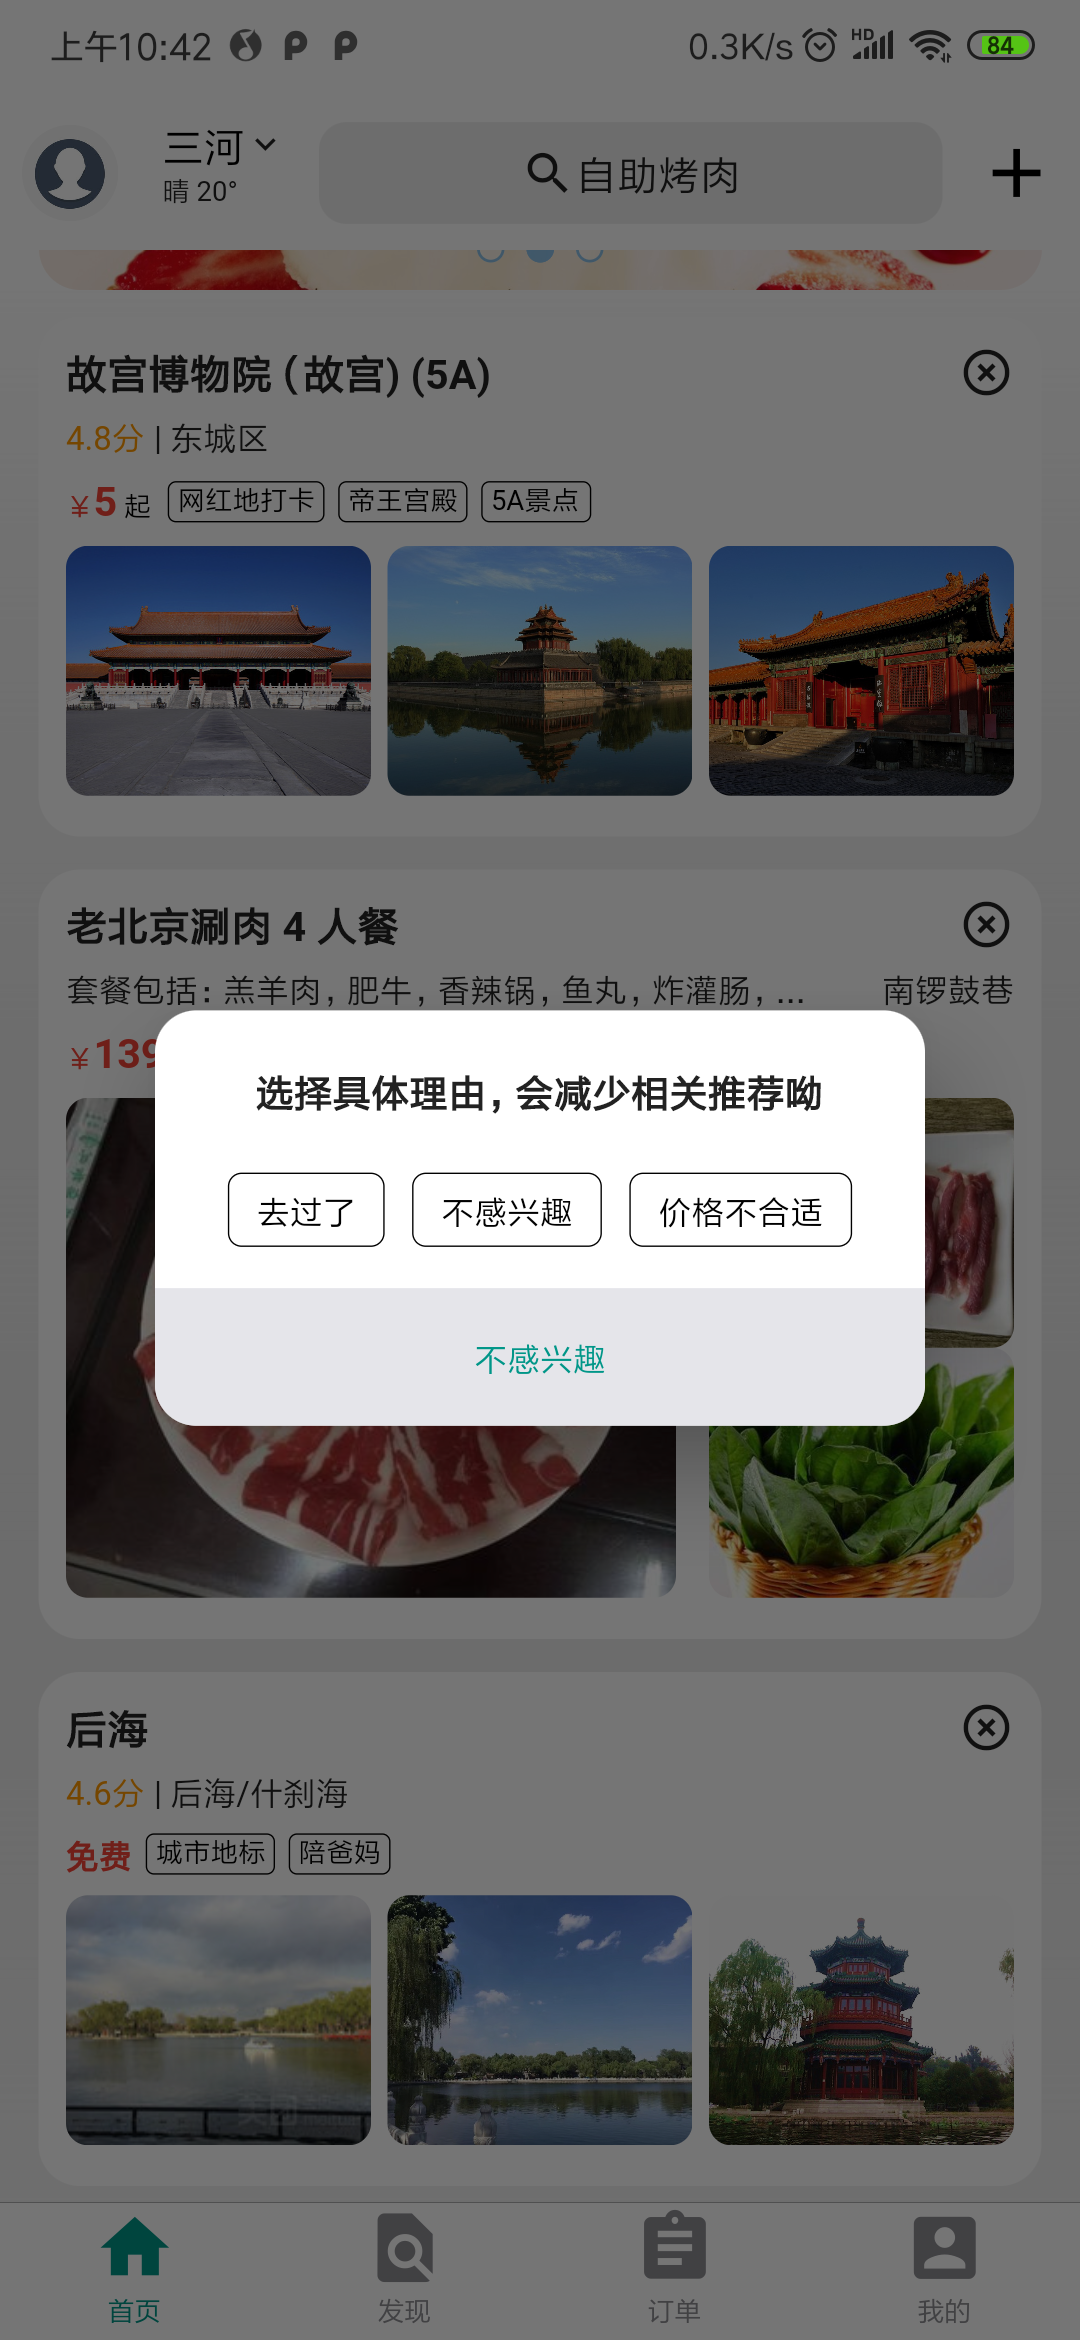 上午10:42
0.3K/s HD 84
三河
晴 20°
自助烤肉
故宫博物院（故宫) (5A)
4.8分 | 东城区
¥5 起 网红地打卡 帝王宫殿 5A景点
老北京涮肉 4 人餐
套餐包括：羔羊肉，肥牛，香辣锅，鱼丸，炸灌肠，... 南锣鼓巷
¥139
选择具体理由，会减少相关推荐呦
去过了 不感兴趣 价格不合适
不感兴趣
后海
4.6分 | 后海/什刹海
免费 城市地标 陪爸妈
首页 发现 订单 我的